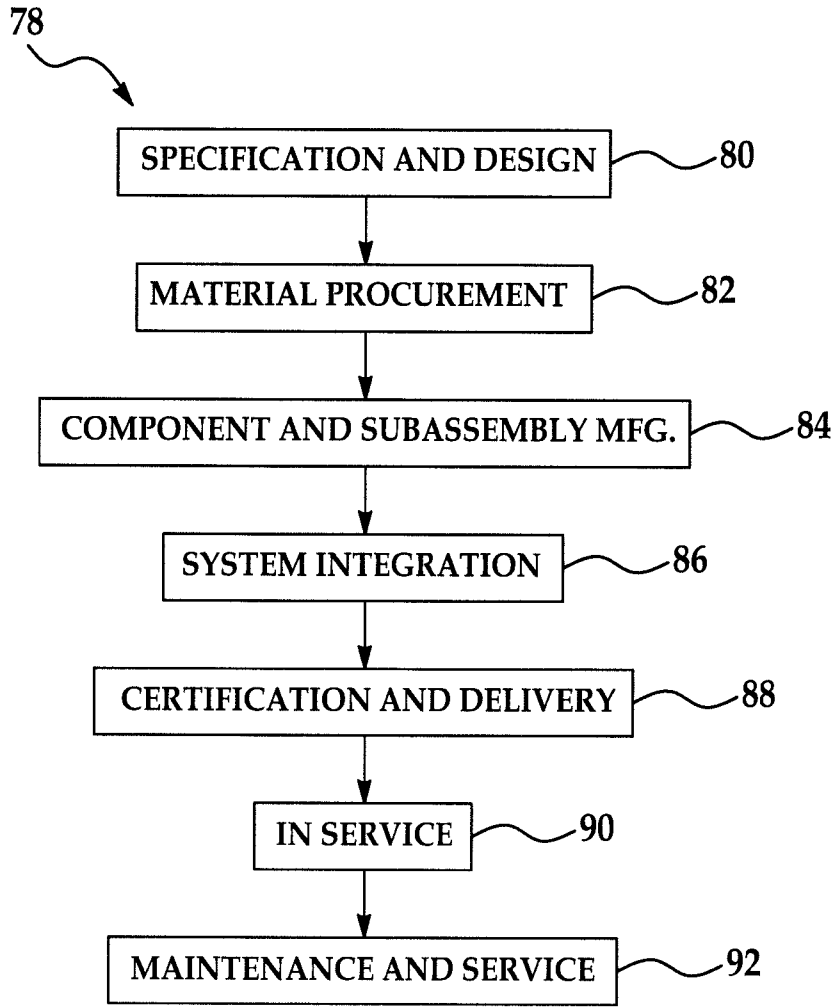 78
SPECIFICATION AND DESIGN 80
MATERIAL PROCUREMENT 82
COMPONENT AND SUBASSEMBLY MFG. 84
SYSTEM INTEGRATION 86
CERTIFICATION AND DELIVERY 88
IN SERVICE 90
MAINTENANCE AND SERVICE 92